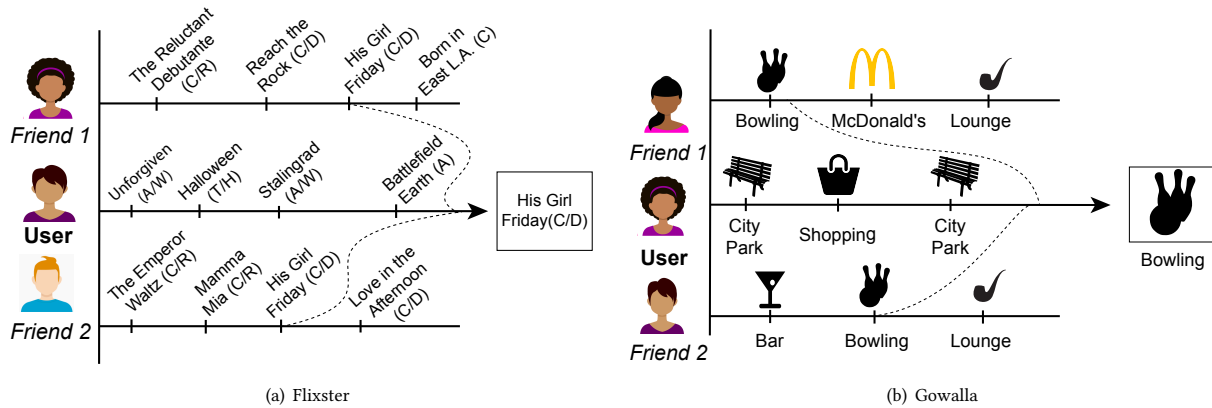 The Reluctant
Debutante
(C/R)
Reach the
Rock (C/D)
His Girl
Friday (C/D)
Born in
East L.A. (C)
Friend 1
Unforgiven
(A/W)
Halloween
(T/H)
Stalingrad
(A/W)
Battlefield
Earth (A)
User
His Girl
Friday(C/D)
The Emperor
Waltz (C/R)
Mamma
Mia (C/R)
His Girl
Friday (C/D)
Love in the
Afternoon
(C/D)
Friend 2
(a) Flixster
Bowling
McDonald's
Lounge
Friend 1
City
Park
Shopping
City
Park
User
Bowling
Bar
Bowling
Lounge
Friend 2
(b) Gowalla